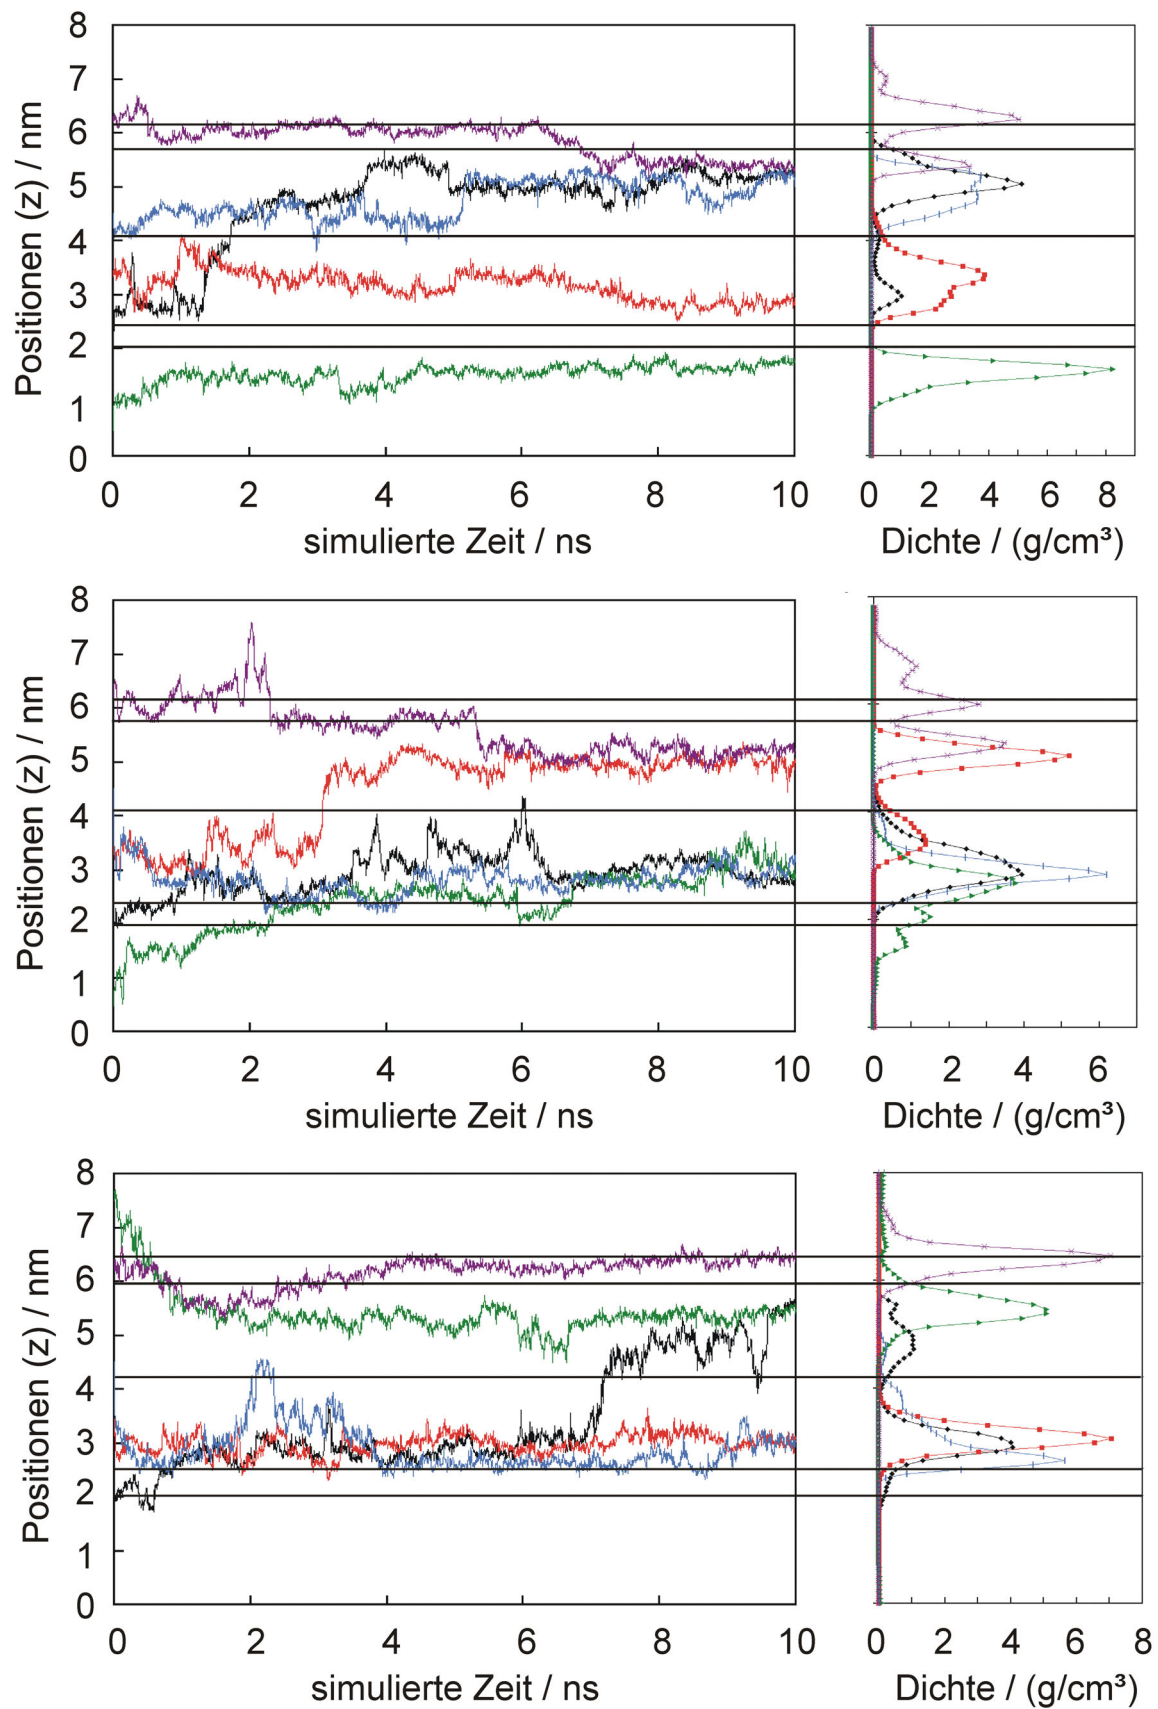 8
7
6
5
4
3
2
1
0
Positionen (z) / nm
0 2 4 6 8 10
simulierte Zeit / ns
0 2 4 6 8
Dichte / (g/cm³)
8
7
6
5
4
3
2
1
0
Positionen (z) / nm
0 2 4 6 8 10
simulierte Zeit / ns
0 2 4 6
Dichte / (g/cm³)
8
7
6
5
4
3
2
1
0
Positionen (z) / nm
0 2 4 6 8 10
simulierte Zeit / ns
0 2 4 6 8
Dichte / (g/cm³)